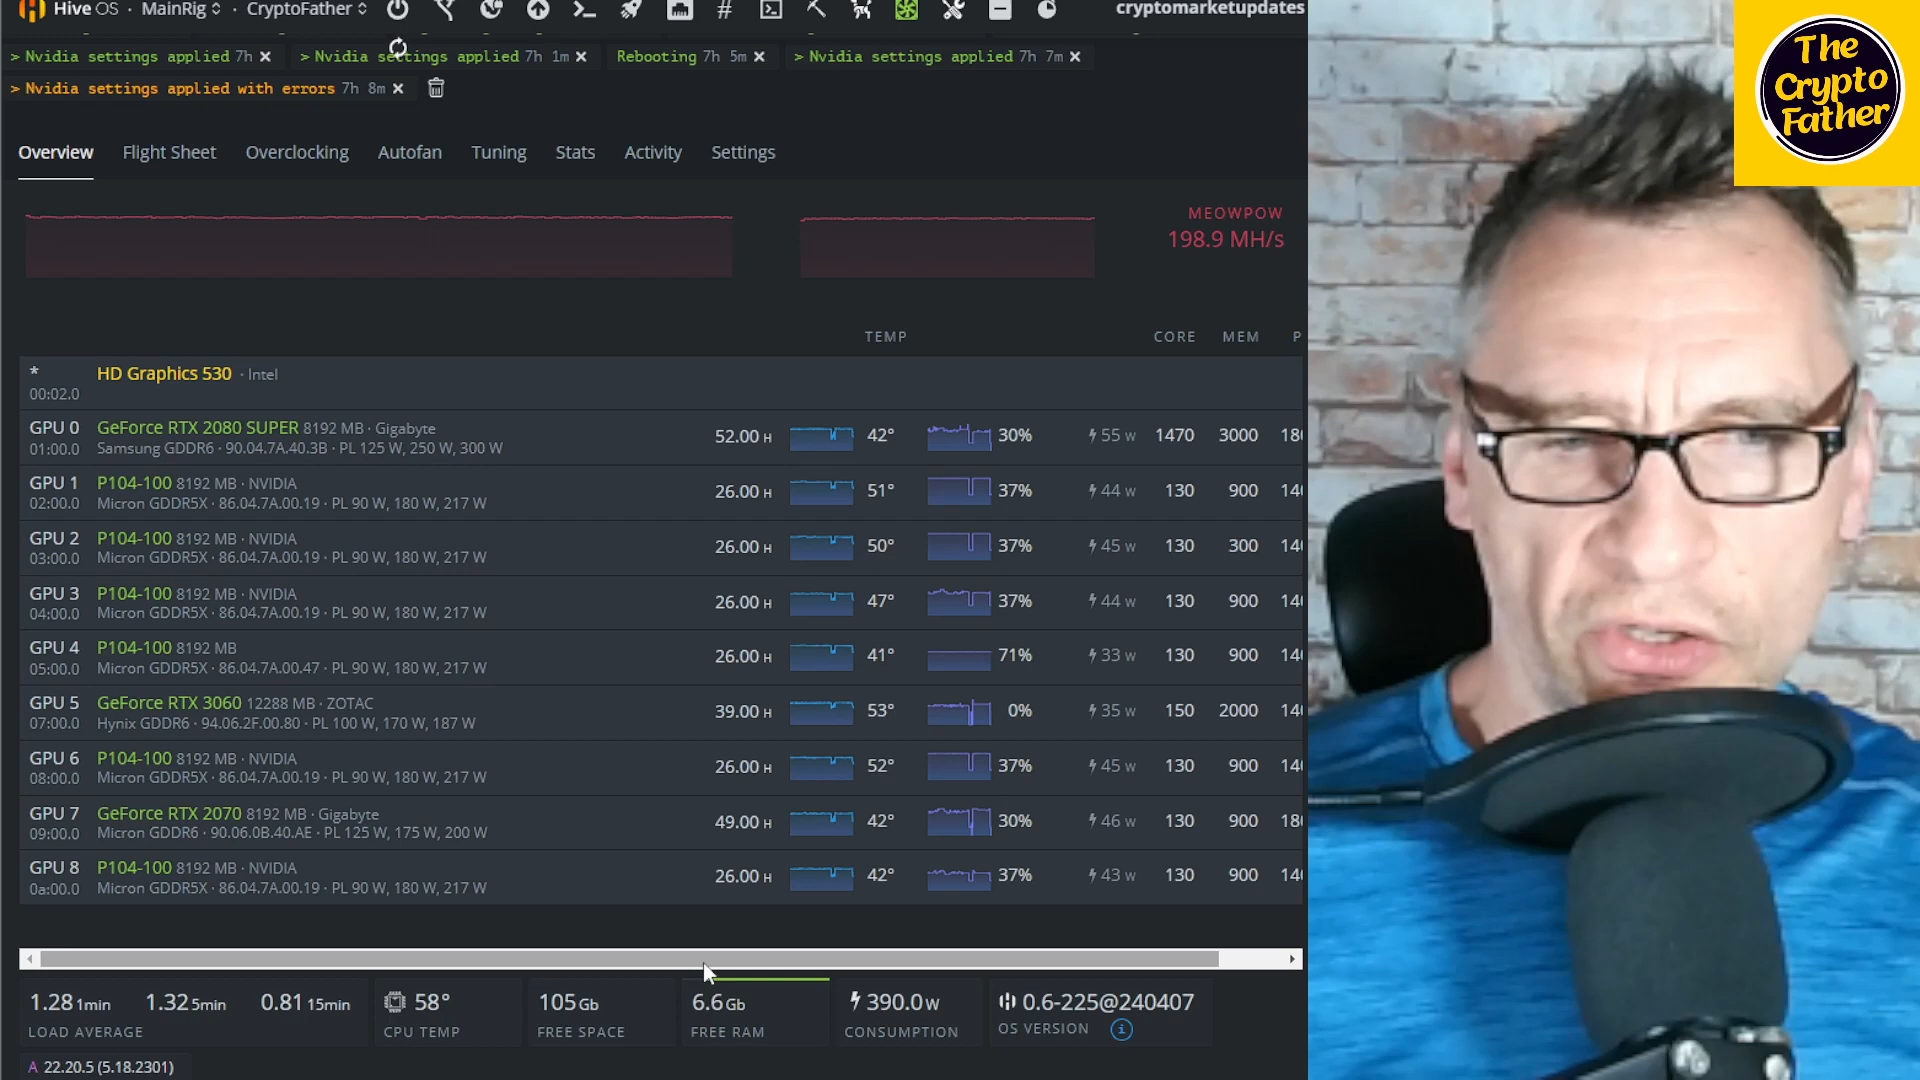 Hive OS · MainRig · CryptoFather # cryptomarketupdates
> Nvidia settings applied 7h × > Nvidia settings applied 7h 1m × Rebooting 7h 5m × > Nvidia settings applied 7h 7m ×
> Nvidia settings applied with errors 7h 8m ×
The Crypto Father
Overview Flight Sheet Overclocking Autofan Tuning Stats Activity Settings
MEOWPOW
198.9 MH/s
TEMP CORE MEM P
* HD Graphics 530 · Intel
00:02.0
GPU 0 GeForce RTX 2080 SUPER 8192 MB · Gigabyte 52.00 H 42° 30% 55 W 1470 3000 180
01:00.0 Samsung GDDR6 · 90.04.7A.40.3B · PL 125 W, 250 W, 300 W
GPU 1 P104-100 8192 MB · NVIDIA 26.00 H 51° 37% 44 W 130 900 140
02:00.0 Micron GDDR5X · 86.04.7A.00.19 · PL 90 W, 180 W, 217 W
GPU 2 P104-100 8192 MB · NVIDIA 26.00 H 50° 37% 45 W 130 300 140
03:00.0 Micron GDDR5X · 86.04.7A.00.19 · PL 90 W, 180 W, 217 W
GPU 3 P104-100 8192 MB · NVIDIA 26.00 H 47° 37% 44 W 130 900 140
04:00.0 Micron GDDR5X · 86.04.7A.00.19 · PL 90 W, 180 W, 217 W
GPU 4 P104-100 8192 MB 26.00 H 41° 71% 33 W 130 900 140
05:00.0 Micron GDDR5X · 86.04.7A.00.47 · PL 90 W, 180 W, 217 W
GPU 5 GeForce RTX 3060 12288 MB · ZOTAC 39.00 H 53° 0% 35 W 150 2000 140
07:00.0 Hynix GDDR6 · 94.06.2F.00.80 · PL 100 W, 170 W, 187 W
GPU 6 P104-100 8192 MB · NVIDIA 26.00 H 52° 37% 45 W 130 900 140
08:00.0 Micron GDDR5X · 86.04.7A.00.19 · PL 90 W, 180 W, 217 W
GPU 7 GeForce RTX 2070 8192 MB · Gigabyte 49.00 H 42° 30% 46 W 130 900 180
09:00.0 Micron GDDR6 · 90.06.0B.40.AE · PL 125 W, 175 W, 200 W
GPU 8 P104-100 8192 MB · NVIDIA 26.00 H 42° 37% 43 W 130 900 140
0a:00.0 Micron GDDR5X · 86.04.7A.00.19 · PL 90 W, 180 W, 217 W
1.28 1min 1.32 5min 0.81 15min 58° 105 Gb 6.6 Gb 390.0 W 0.6-225@240407
LOAD AVERAGE CPU TEMP FREE SPACE FREE RAM CONSUMPTION OS VERSION
A 22.20.5 (5.18.2301)